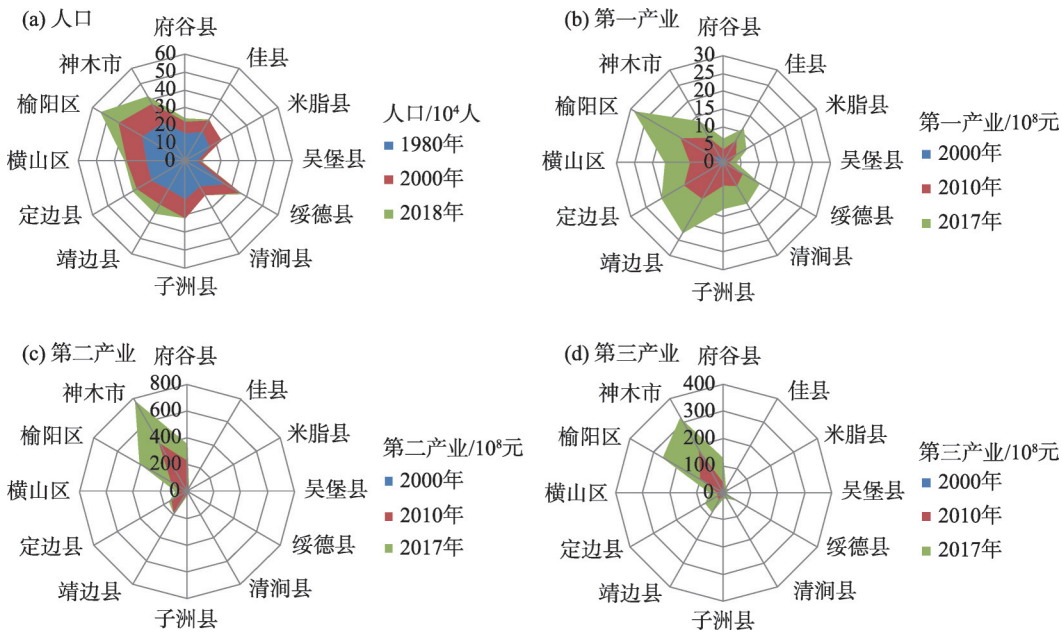 (a) 人口
府谷县
佳县
米脂县
吴堡县
绥德县
清涧县
子洲县
靖边县
定边县
横山区
榆阳区
神木市
60
50
40
30
20
10
0
人口/10⁴人
1980年
2000年
2018年
(b) 第一产业
府谷县
佳县
米脂县
吴堡县
绥德县
清涧县
子洲县
靖边县
定边县
横山区
榆阳区
神木市
30
25
20
15
10
5
0
第一产业/10⁸元
2000年
2010年
2017年
(c) 第二产业
府谷县
佳县
米脂县
吴堡县
绥德县
清涧县
子洲县
靖边县
定边县
横山区
榆阳区
神木市
800
600
400
200
0
第二产业/10⁸元
2000年
2010年
2017年
(d) 第三产业
府谷县
佳县
米脂县
吴堡县
绥德县
清涧县
子洲县
靖边县
定边县
横山区
榆阳区
神木市
400
300
200
100
0
第三产业/10⁸元
2000年
2010年
2017年